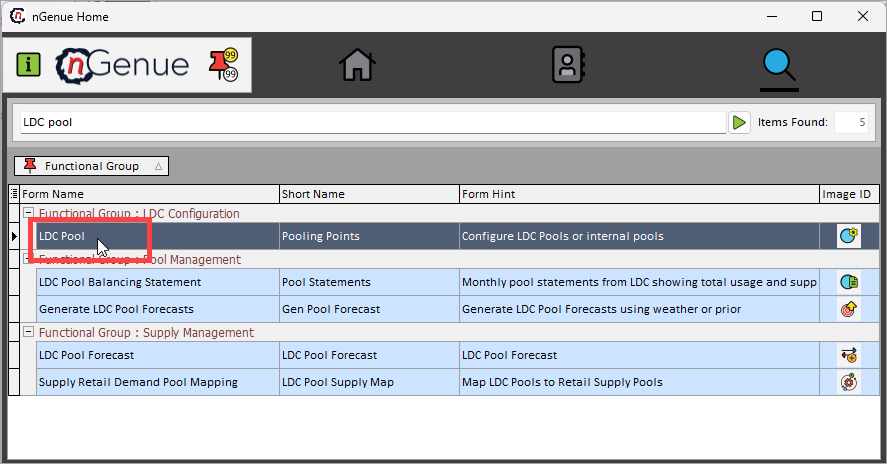 nGenue Home
i nGenue 99
99
LDC pool Items Found: 5
Functional Group
Form Name Short Name Form Hint Image ID
Functional Group : LDC Configuration
LDC Pool Pooling Points Configure LDC Pools or internal pools
Functional Group : Pool Management
LDC Pool Balancing Statement Pool Statements Monthly pool statements from LDC showing total usage and supp
Generate LDC Pool Forecasts Gen Pool Forecast Generate LDC Pool Forecasts using weather or prior
Functional Group : Supply Management
LDC Pool Forecast LDC Pool Forecast LDC Pool Forecast
Supply Retail Demand Pool Mapping LDC Pool Supply Map Map LDC Pools to Retail Supply Pools